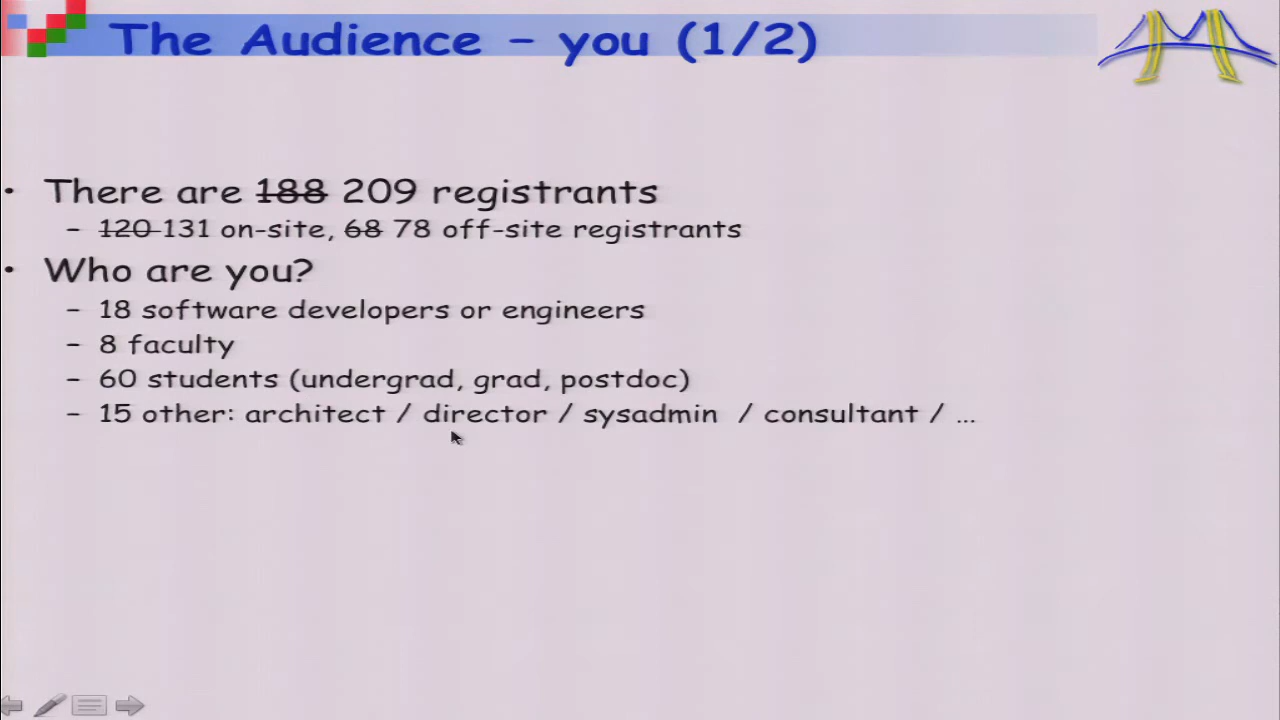 The Audience – you (1/2)
• There are 188 209 registrants
– 120 131 on-site, 68 78 off-site registrants
• Who are you?
– 18 software developers or engineers
– 8 faculty
– 60 students (undergrad, grad, postdoc)
– 15 other: architect / director / sysadmin / consultant / …